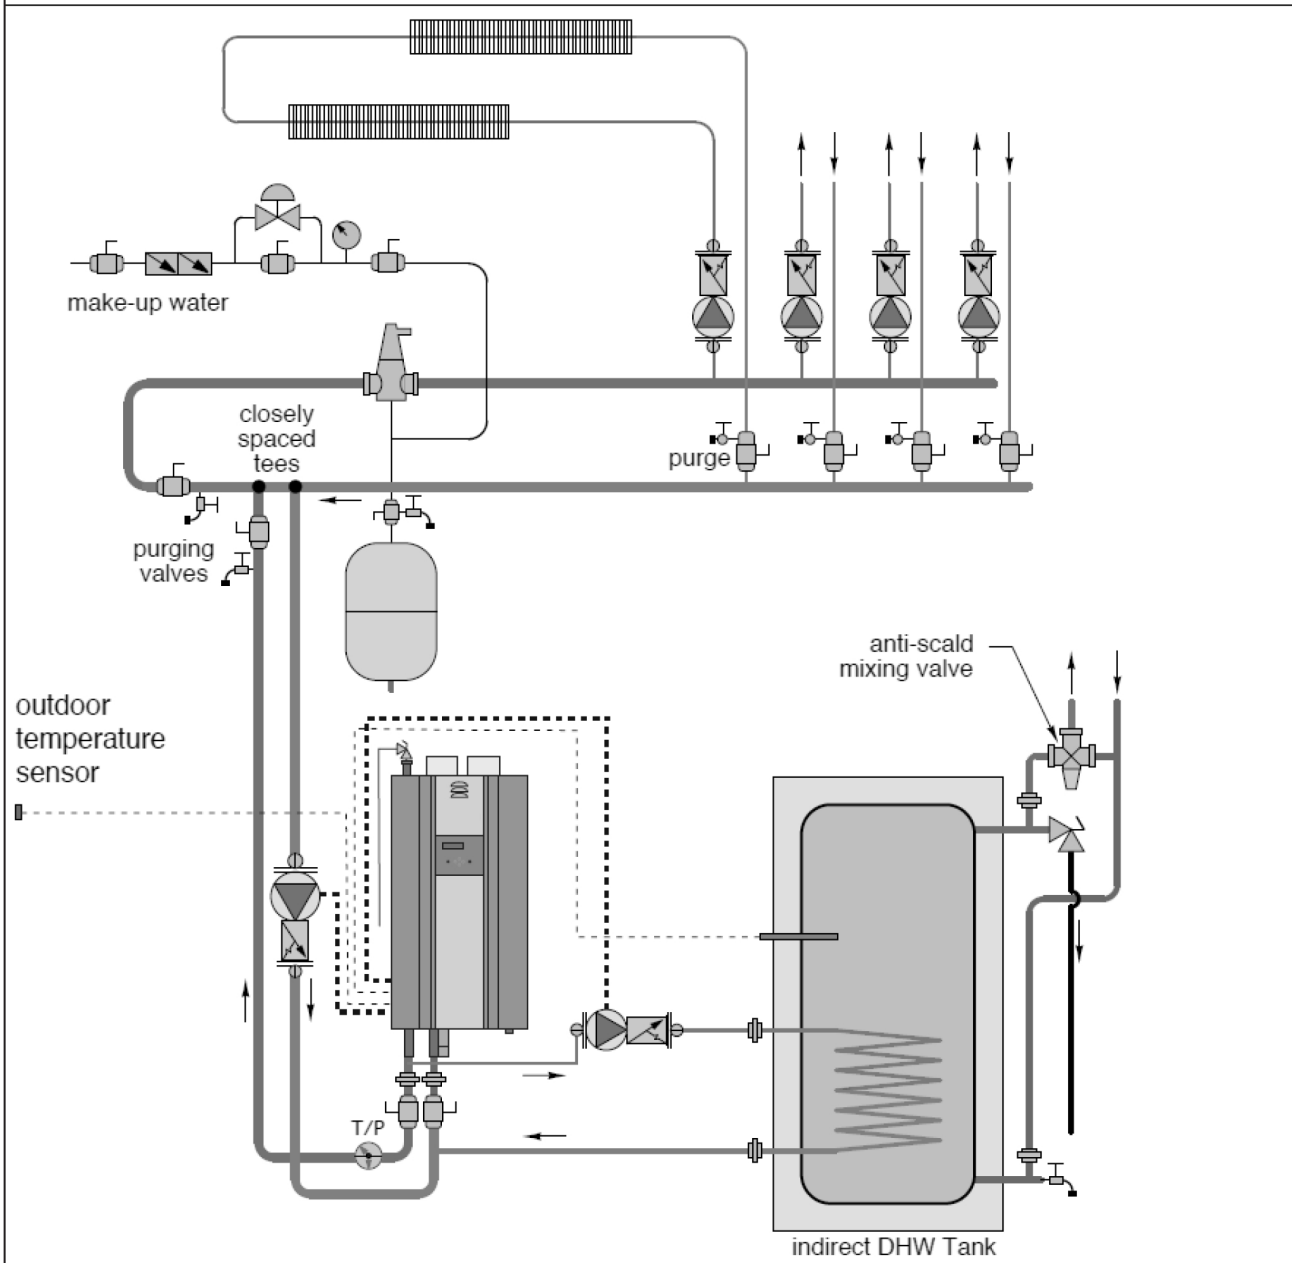 make-up water
closely
spaced
tees
purge
purging
valves
anti-scald
mixing valve
outdoor
temperature
sensor
T/P
indirect DHW Tank